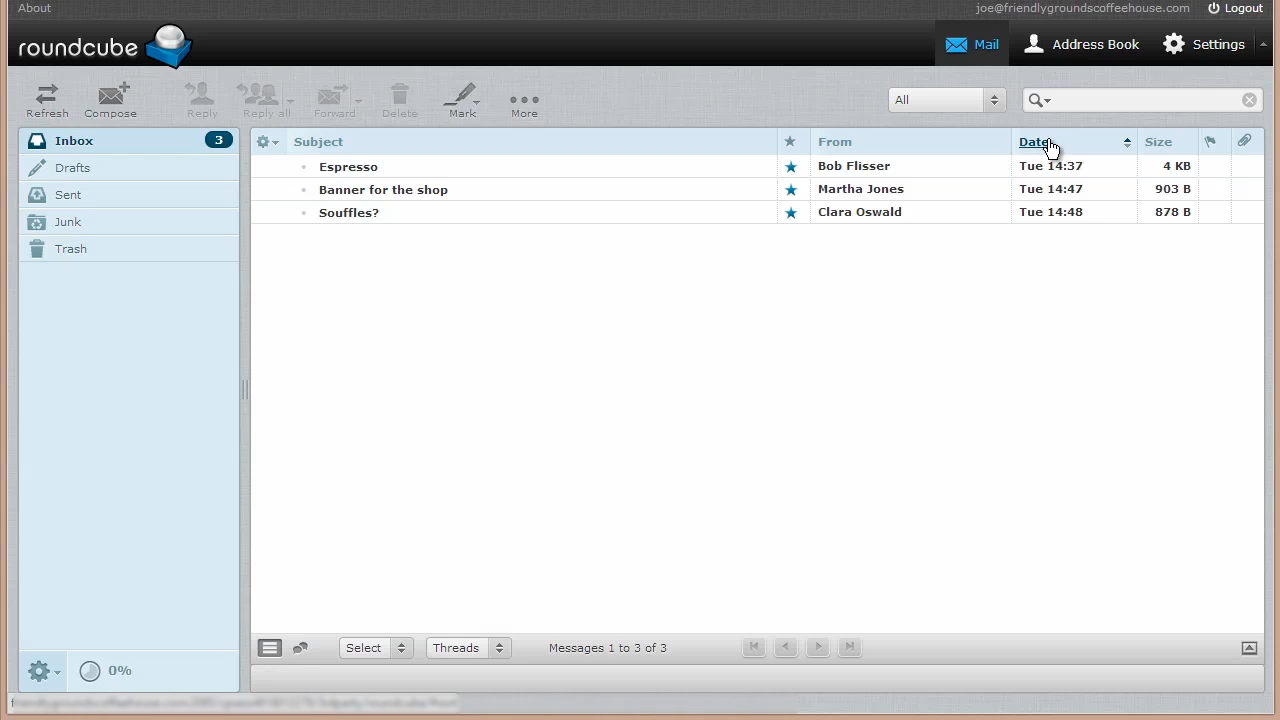 About
joe@friendlygroundscoffeehouse.com
Logout
roundcube
Mail
Address Book
Settings
Refresh
Compose
Reply
Reply all
Forward
Delete
Mark
More
All
Inbox
3
Drafts
Sent
Junk
Trash
Subject
From
Date
Size
Espresso
Bob Flisser
Tue 14:37
4 KB
Banner for the shop
Martha Jones
Tue 14:47
903 B
Souffles?
Clara Oswald
Tue 14:48
878 B
Select
Threads
Messages 1 to 3 of 3
0%